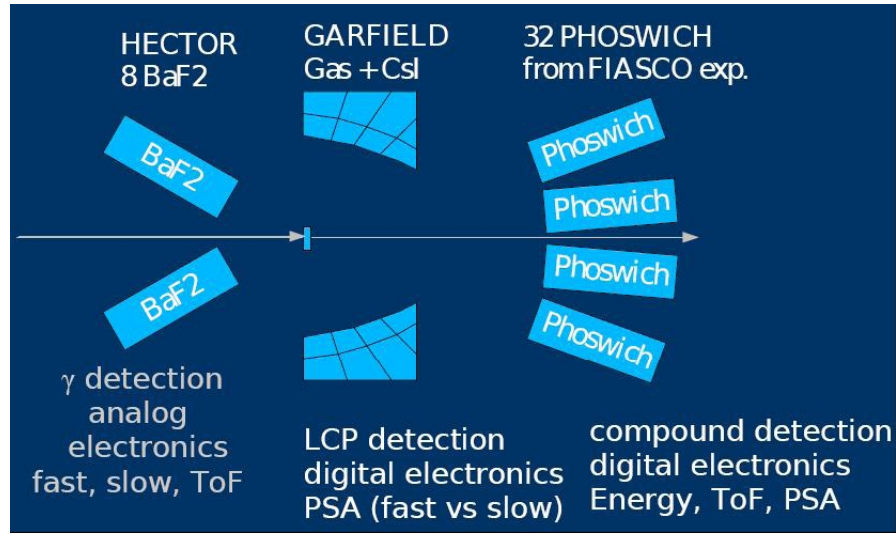 HECTOR
8 BaF2
GARFIELD
Gas + CsI
32 PHOSWICH
from FIASCO exp.
BaF2
BaF2
Phoswich
Phoswich
Phoswich
Phoswich
γ detection
analog
electronics
fast, slow, ToF
LCP detection
digital electronics
PSA (fast vs slow)
compound detection
digital electronics
Energy, ToF, PSA